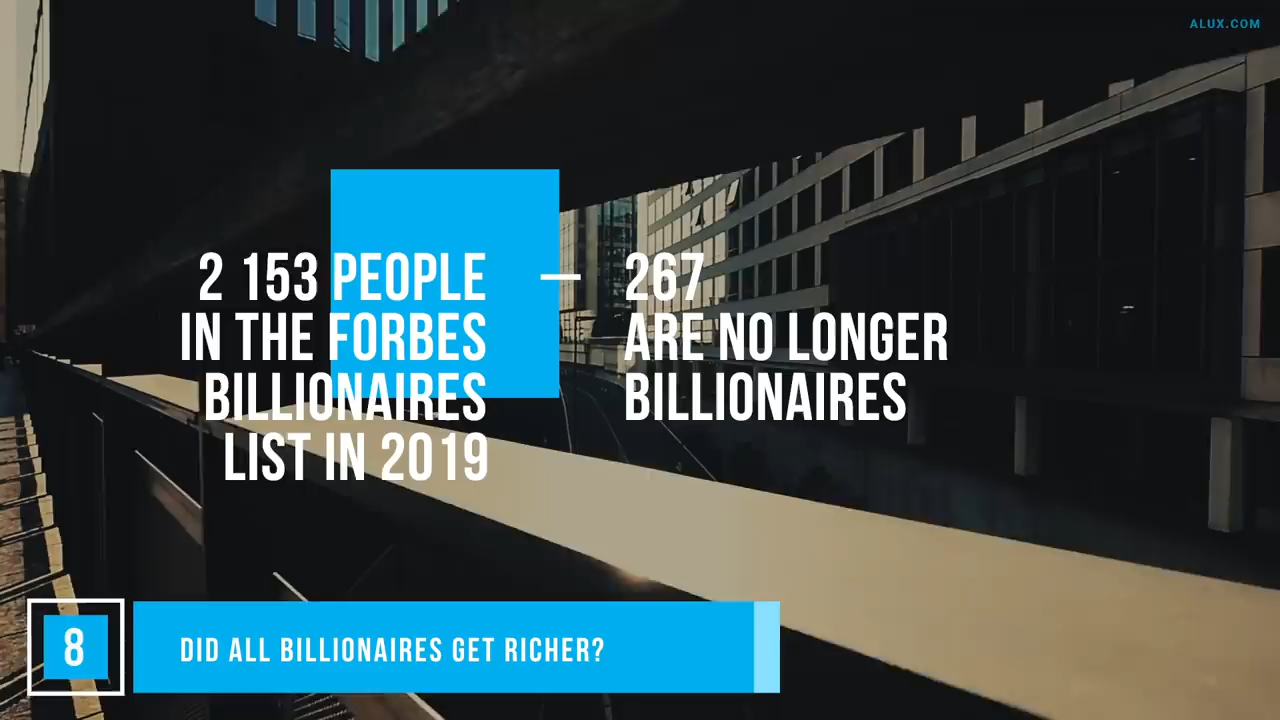 ALUX.COM
2 153 PEOPLE
IN THE FORBES
BILLIONAIRES
LIST IN 2019
–
267
ARE NO LONGER
BILLIONAIRES
8
DID ALL BILLIONAIRES GET RICHER?